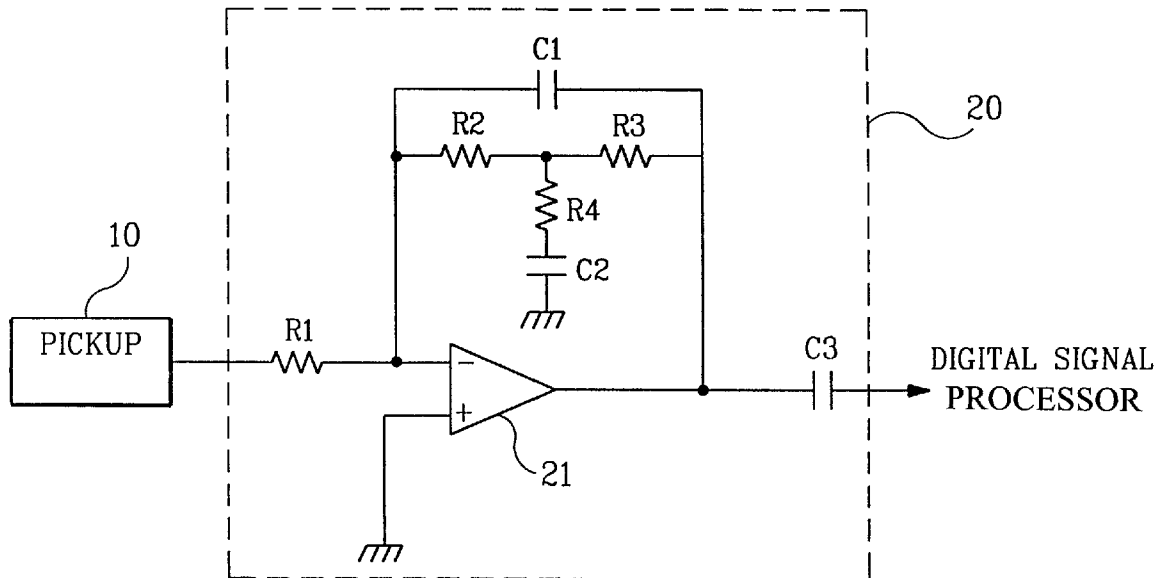 C1
20
R2
R3
R4
10
C2
PICKUP
R1
C3
DIGITAL SIGNAL
PROCESSOR
21